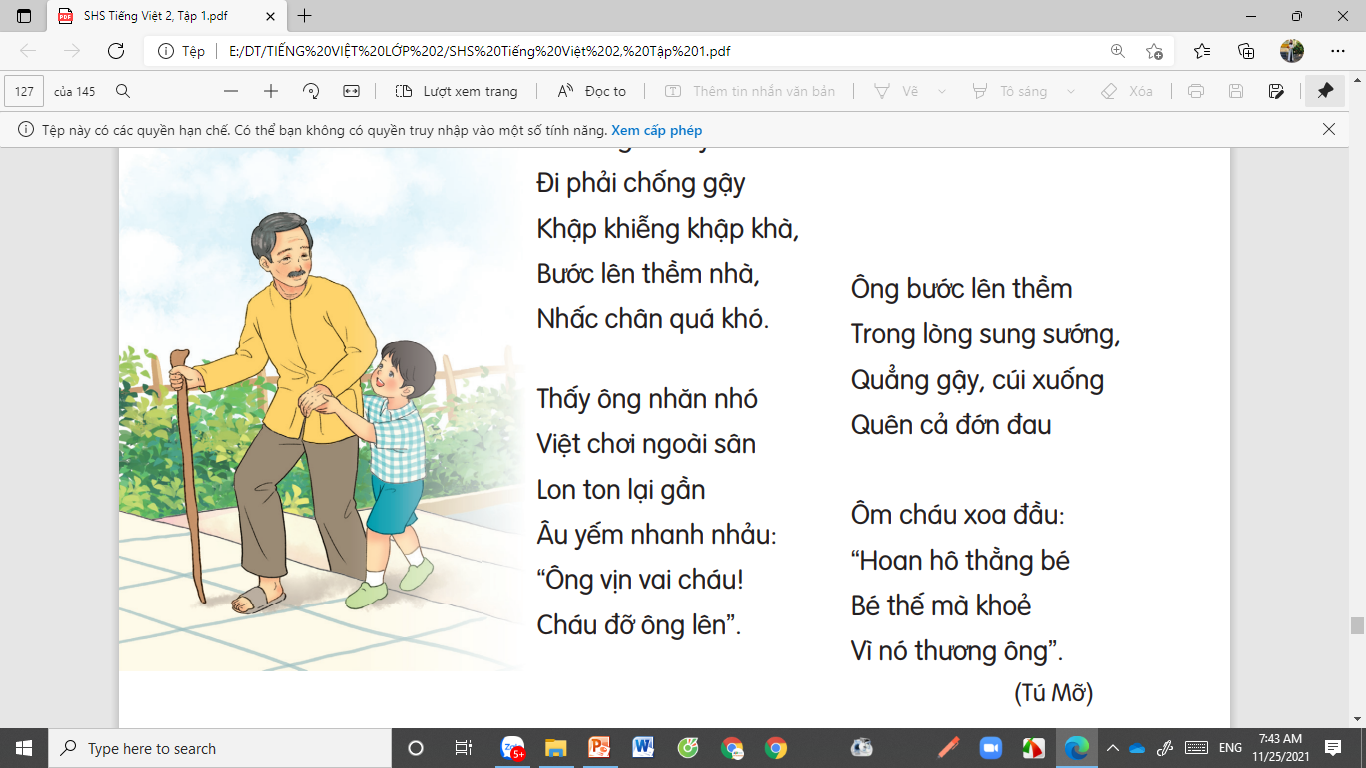 SHS Tiếng Việt 2, Tập 1.pdf
Tệp E:/DT/TIẾNG%20VIỆT%20LỚP%202/SHS%20Tiếng%20Việt%202,%20Tập%201.pdf
127 của 145 Lượt xem trang Đọc to Thêm tin nhắn văn bản Vẽ Tô sáng Xóa
Tệp này có các quyền hạn chế. Có thể bạn không có quyền truy nhập vào một số tính năng. Xem cấp phép
Đi phải chống gậy
Khập khiễng khập khà,
Bước lên thềm nhà,
Nhấc chân quá khó.
Thấy ông nhăn nhó
Việt chơi ngoài sân
Lon ton lại gần
Âu yếm nhanh nhảu:
“Ông vịn vai cháu!
Cháu đỡ ông lên”.
Ông bước lên thềm
Trong lòng sung sướng,
Quẳng gậy, cúi xuống
Quên cả đớn đau
Ôm cháu xoa đầu:
“Hoan hô thằng bé
Bé thế mà khoẻ
Vì nó thương ông”.
(Tú Mỡ)
Type here to search
5+
ENG
7:43 AM
11/25/2021